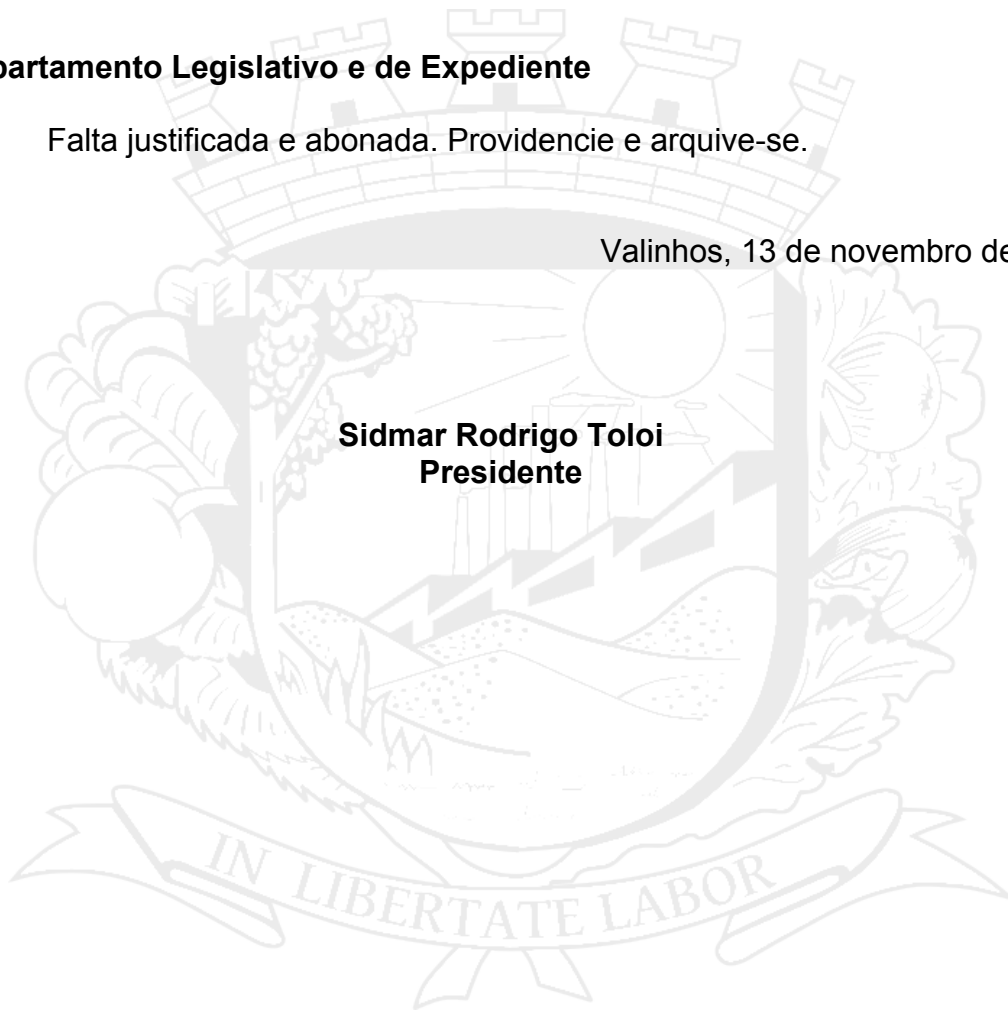 partamento Legislativo e de Expediente
Falta justificada e abonada. Providencie e arquive-se.
Valinhos, 13 de novembro de
Sidmar Rodrigo Toloi
Presidente
IN LIBERTATE LABOR